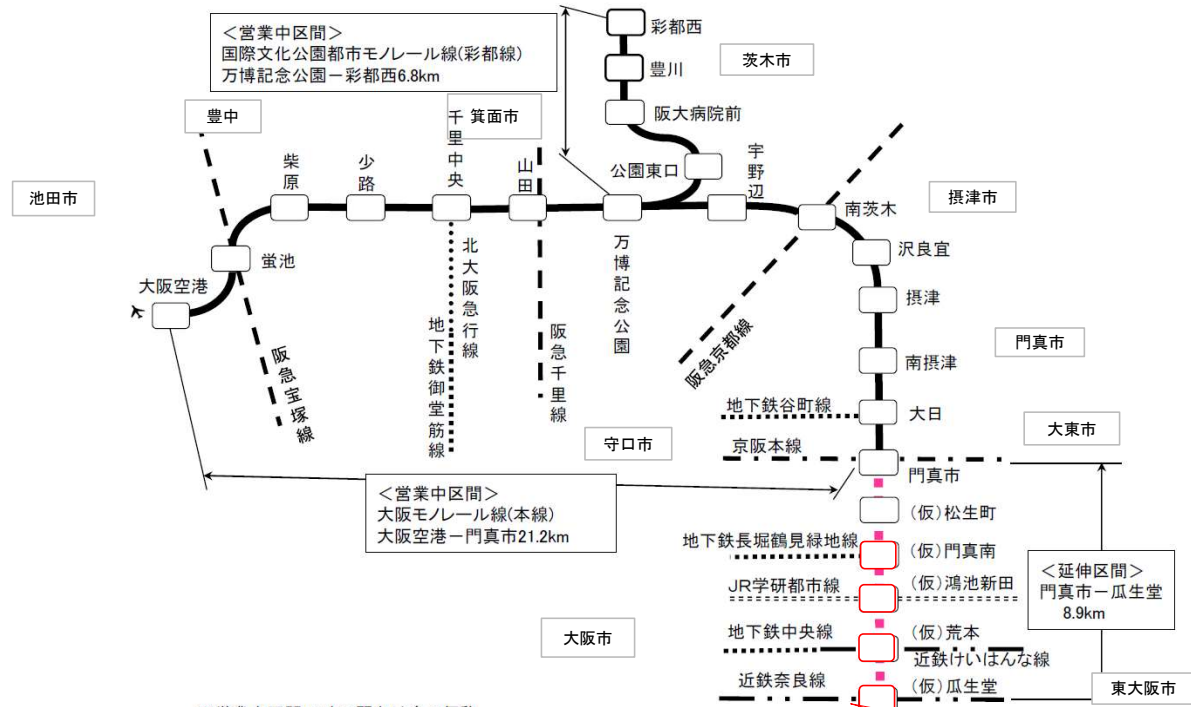 ＜営業中区間＞
国際文化公園都市モノレール線(彩都線)
万博記念公園－彩都西6.8km
彩都西
豊川
茨木市
阪大病院前
豊中
箕面市
千里中央
公園東口
宇野辺
池田市
柴原
少路
山田
南茨木
摂津市
沢良宜
蛍池
万博記念公園
大阪空港
北大阪急行線
摂津
地下鉄御堂筋線
阪急千里線
阪急宝塚線
阪急京都線
門真市
南摂津
地下鉄谷町線
大日
大東市
守口市
京阪本線
門真市
＜営業中区間＞
大阪モノレール線(本線)
大阪空港－門真市21.2km
(仮)松生町
地下鉄長堀鶴見緑地線
(仮)門真南
＜延伸区間＞
門真市－瓜生堂
8.9km
JR学研都市線
(仮)鴻池新田
大阪市
地下鉄中央線
(仮)荒本
近鉄けいはんな線
近鉄奈良線
(仮)瓜生堂
東大阪市